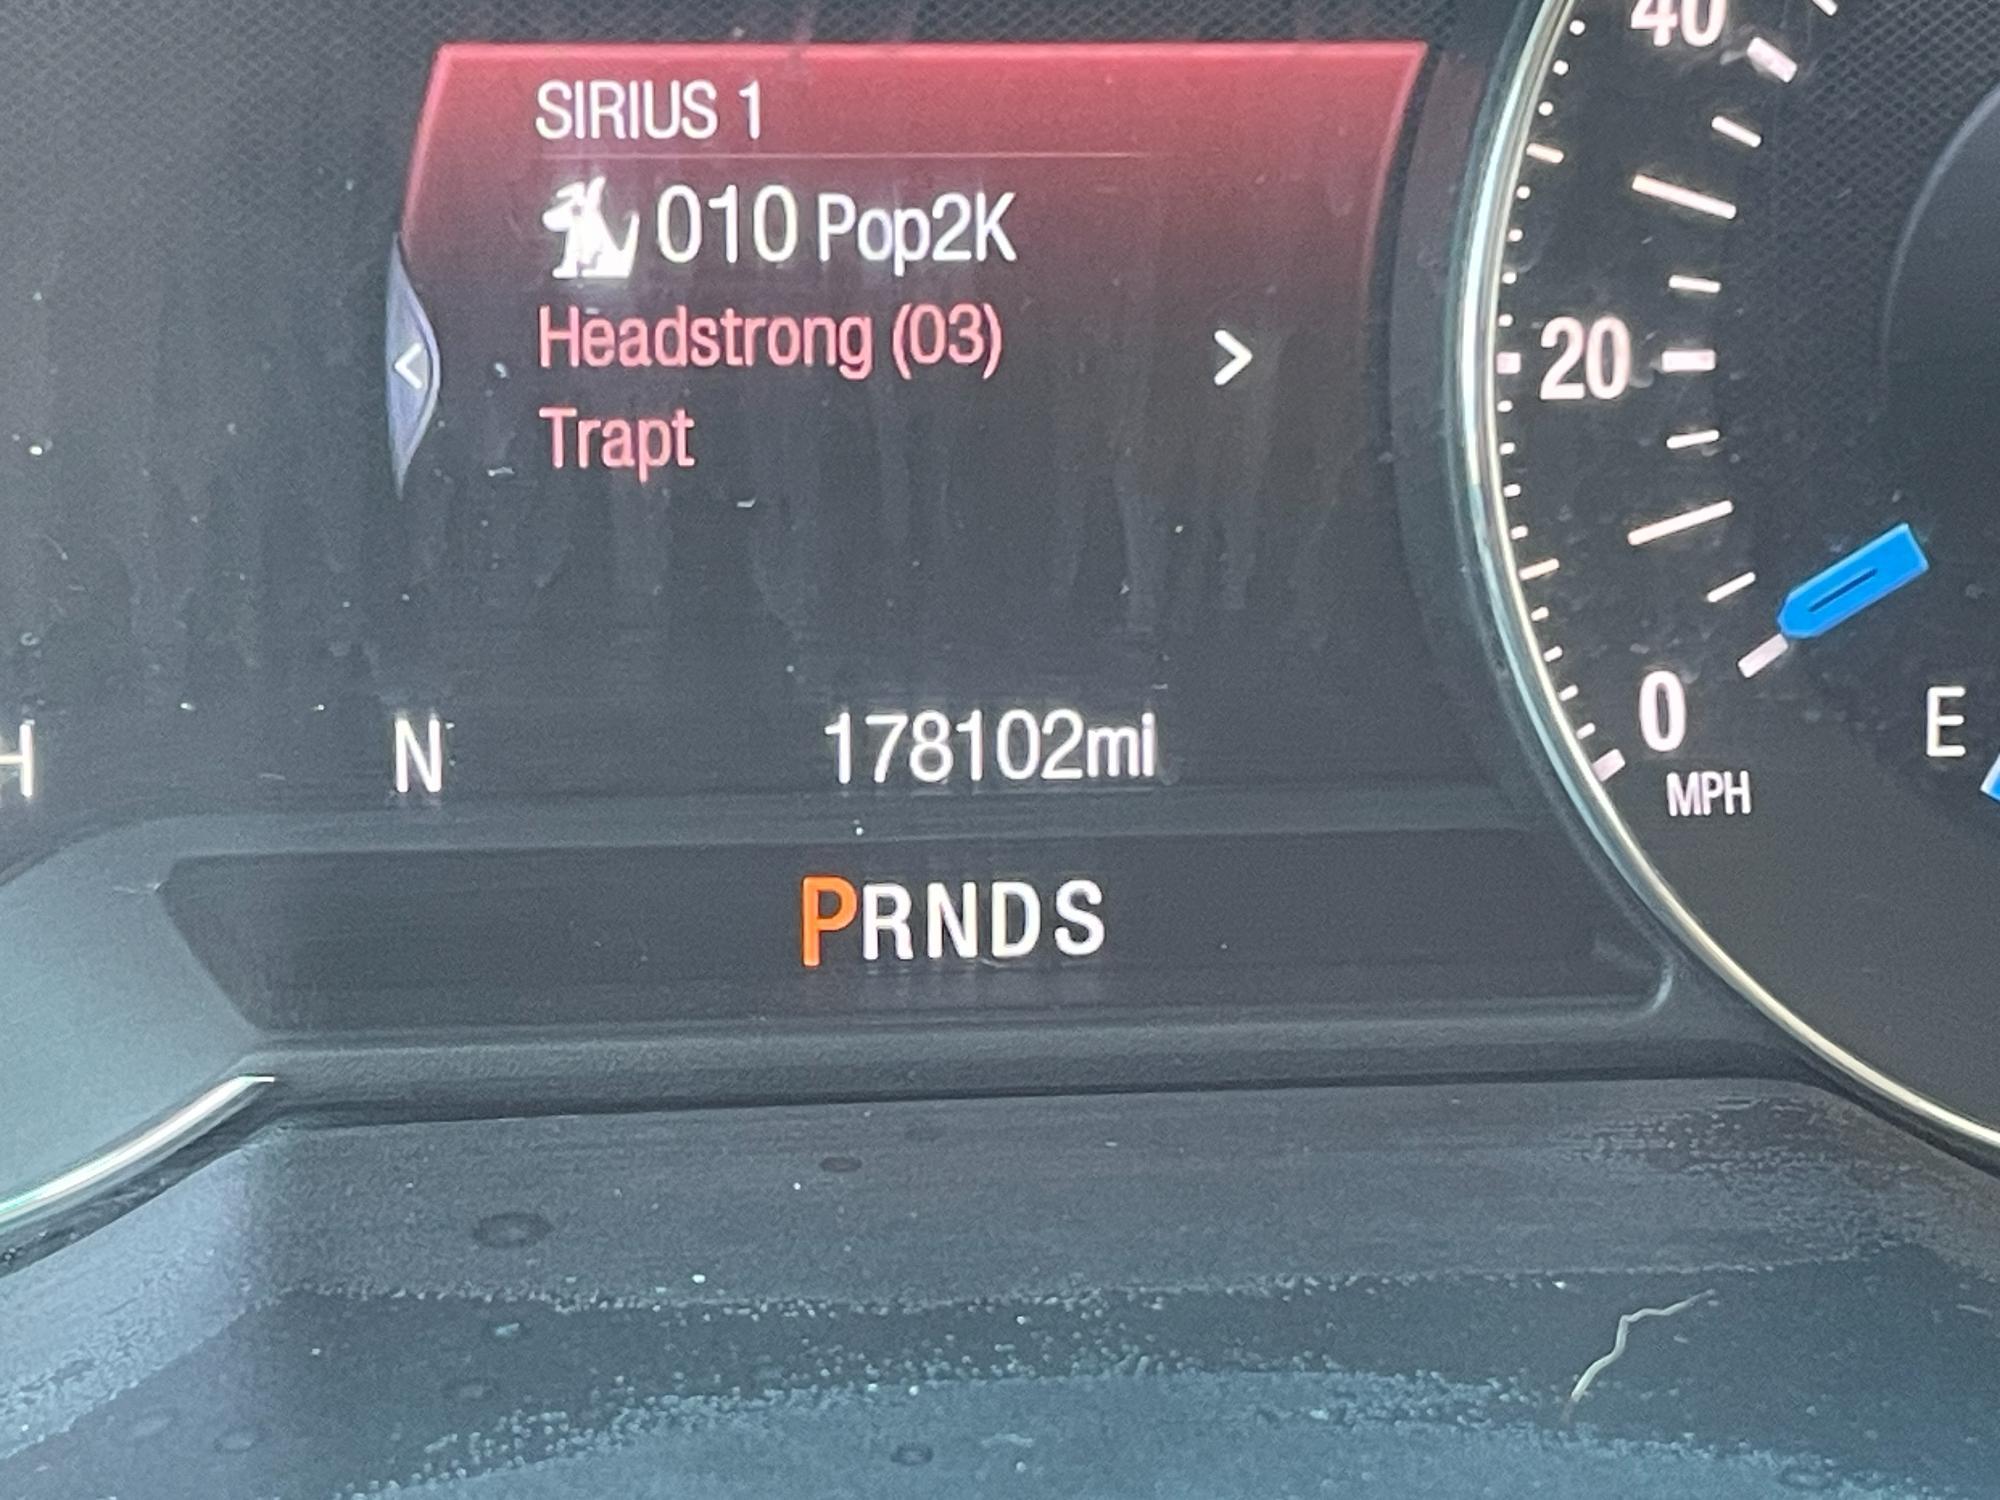 SIRIUS 1
010 Pop2K
Headstrong (03)
Trapt
<
>
40
20
0
MPH
E
H
N
178102mi
PRNDS